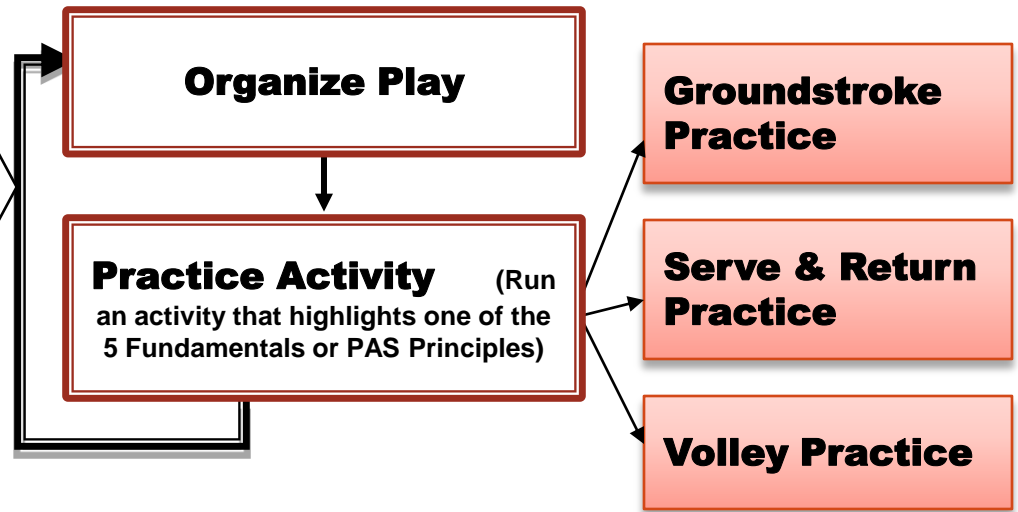 Organize Play
Practice Activity (Run
an activity that highlights one of the
5 Fundamentals or PAS Principles)
Groundstroke
Practice
Serve & Return
Practice
Volley Practice